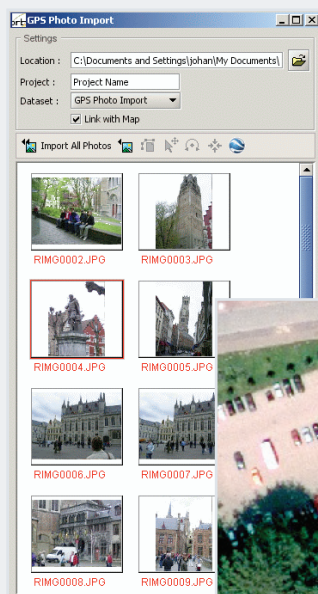 GPS Photo Import
Settings
Location : C:\Documents and Settings\johan\My Documents\
Project : Project Name
Dataset : GPS Photo Import
Link with Map
Import All Photos
RIMG0002.JPG RIMG0003.JPG
RIMG0004.JPG RIMG0005.JPG
RIMG0006.JPG RIMG0007.JPG
RIMG0008.JPG RIMG0009.JPG